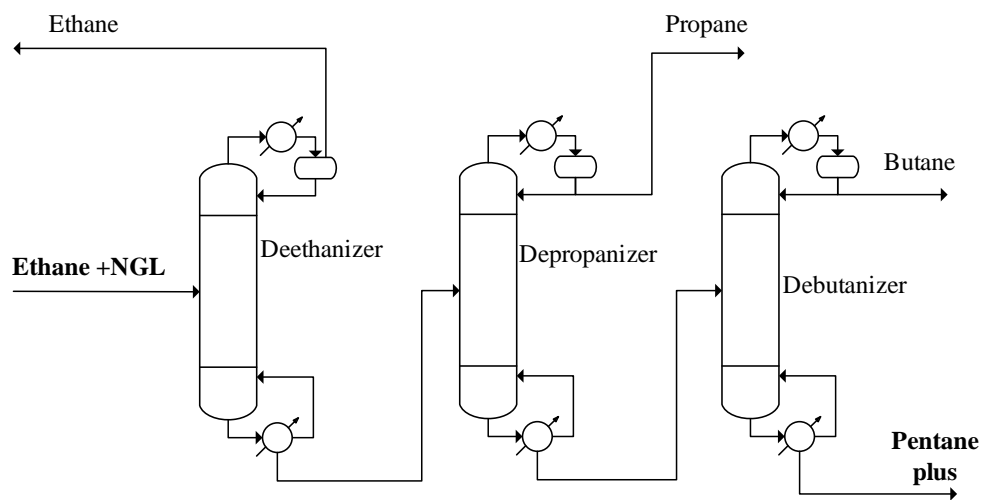 Ethane
Propane
Butane
Deethanizer
Depropanizer
Debutanizer
Ethane +NGL
Pentane
plus